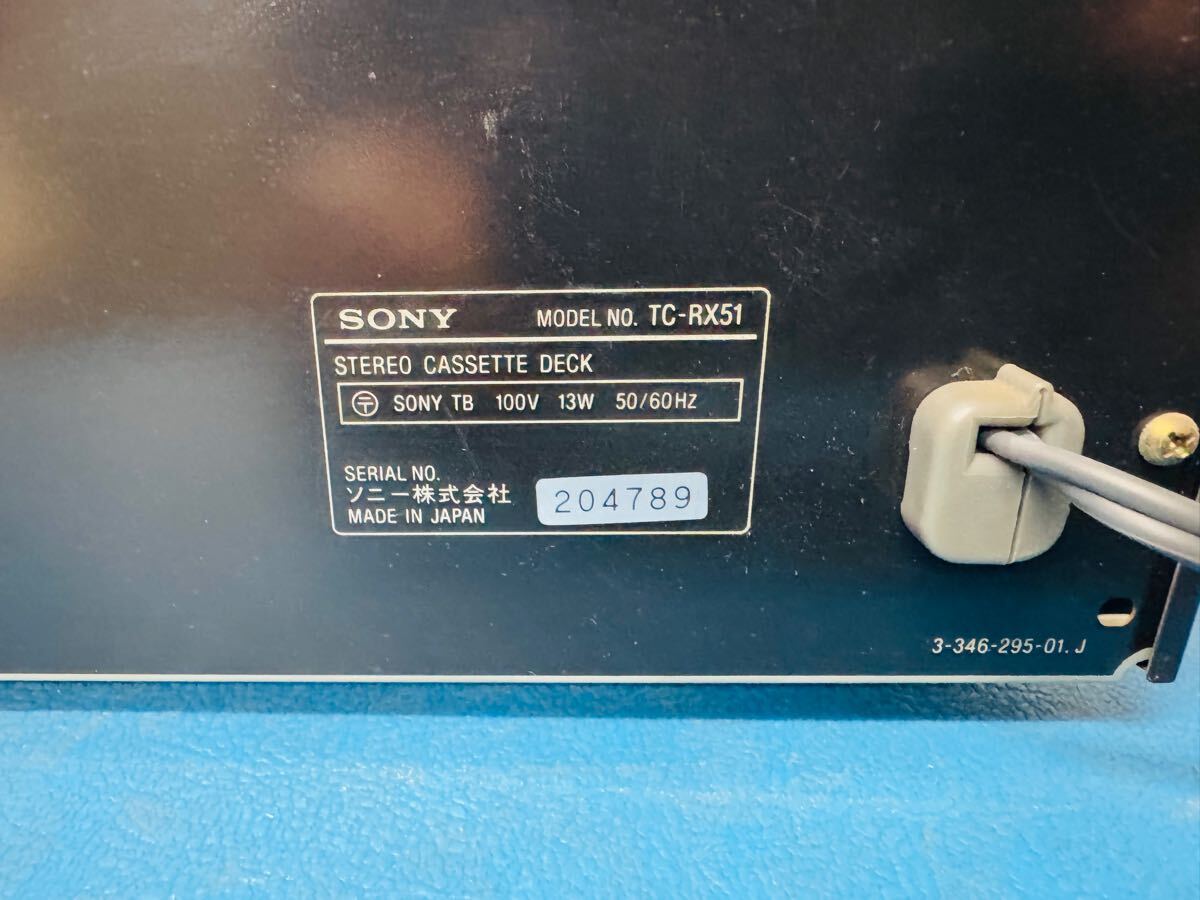 SONY MODEL NO. TC-RX51
STEREO CASSETTE DECK
〒 SONY TB 100V 13W 50/60Hz
SERIAL NO.
ソニー株式会社 204789
MADE IN JAPAN
3-346-295-01. J